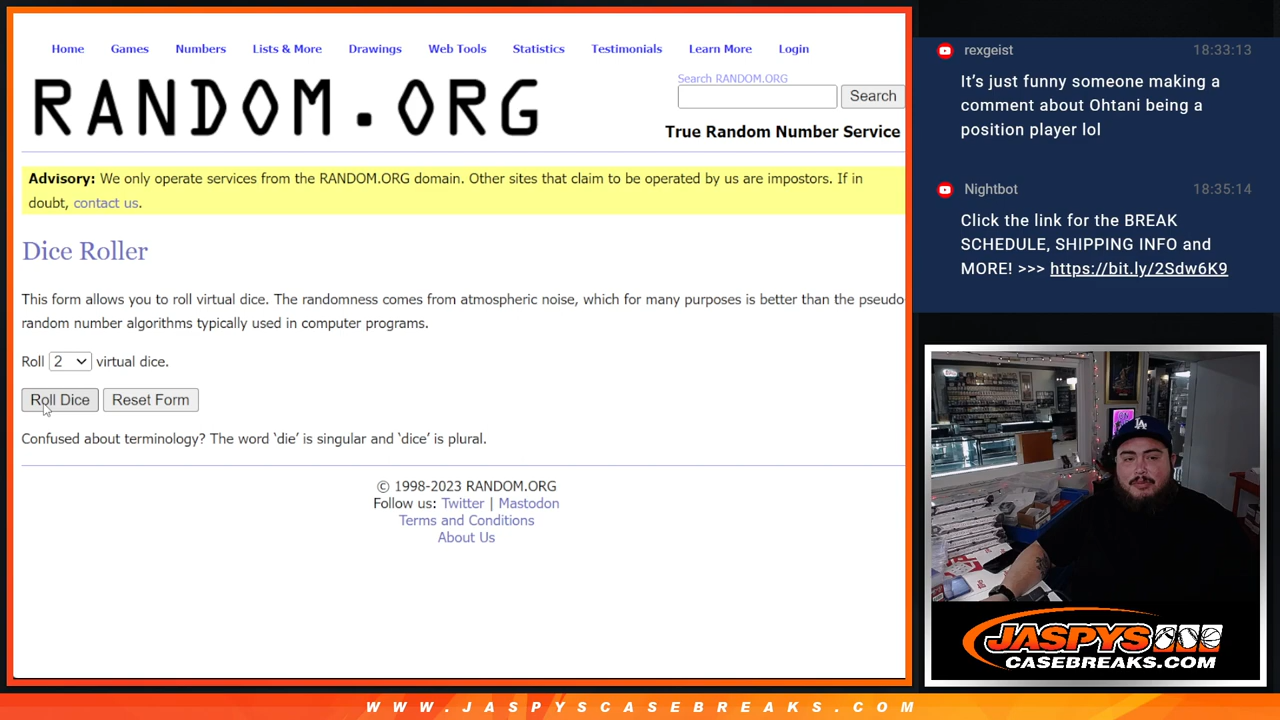 Home Games Numbers Lists & More Drawings Web Tools Statistics Testimonials Learn More Login
RANDOM.ORG
Search RANDOM.ORG
Search
True Random Number Service
Advisory: We only operate services from the RANDOM.ORG domain. Other sites that claim to be operated by us are impostors. If in
doubt, contact us.
Dice Roller
This form allows you to roll virtual dice. The randomness comes from atmospheric noise, which for many purposes is better than the pseudo-
random number algorithms typically used in computer programs.
Roll 2 virtual dice.
Roll Dice Reset Form
Confused about terminology? The word ‘die’ is singular and ‘dice’ is plural.
© 1998-2023 RANDOM.ORG
Follow us: Twitter | Mastodon
Terms and Conditions
About Us
rexgeist 18:33:13
It’s just funny someone making a
comment about Ohtani being a
position player lol
Nightbot 18:35:14
Click the link for the BREAK
SCHEDULE, SHIPPING INFO and
MORE! >>> https://bit.ly/2Sdw6K9
LA
JASPYS
CASEBREAKS.COM
WWW.JASPYSCASEBREAKS.COM